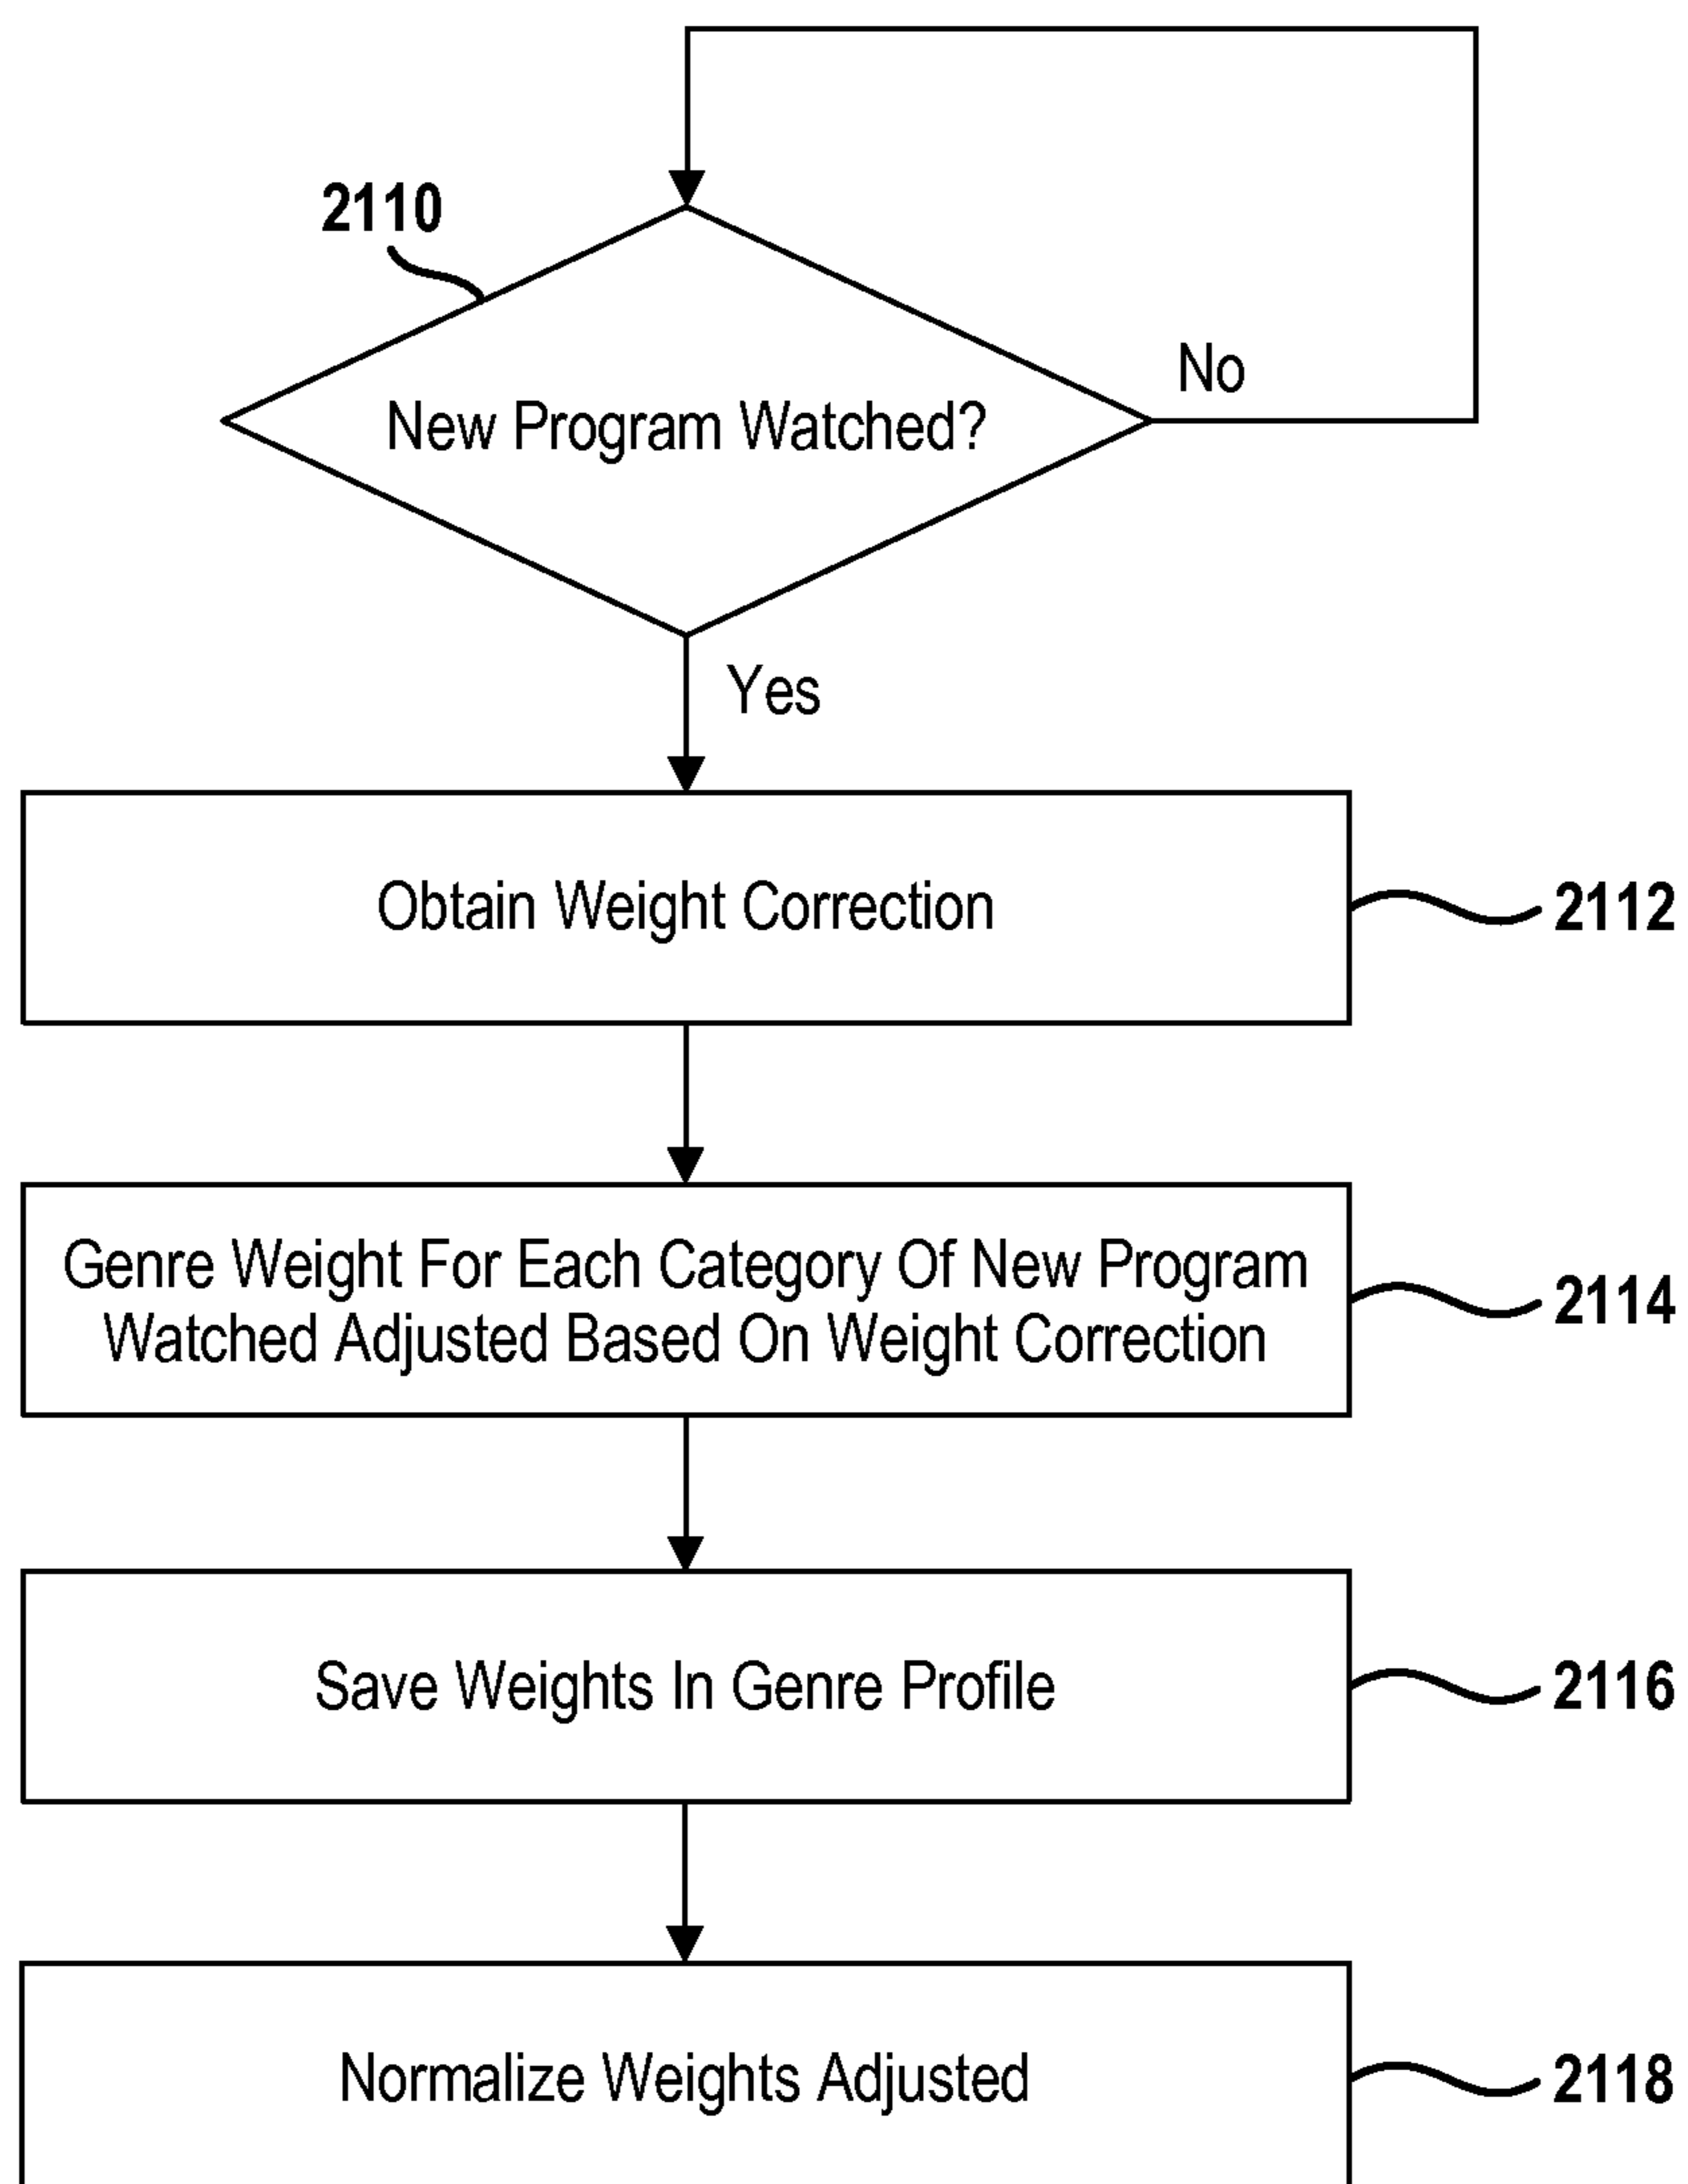 2110
New Program Watched?
No
Yes
Obtain Weight Correction
2112
Genre Weight For Each Category Of New Program
Watched Adjusted Based On Weight Correction
2114
Save Weights In Genre Profile
2116
Normalize Weights Adjusted
2118